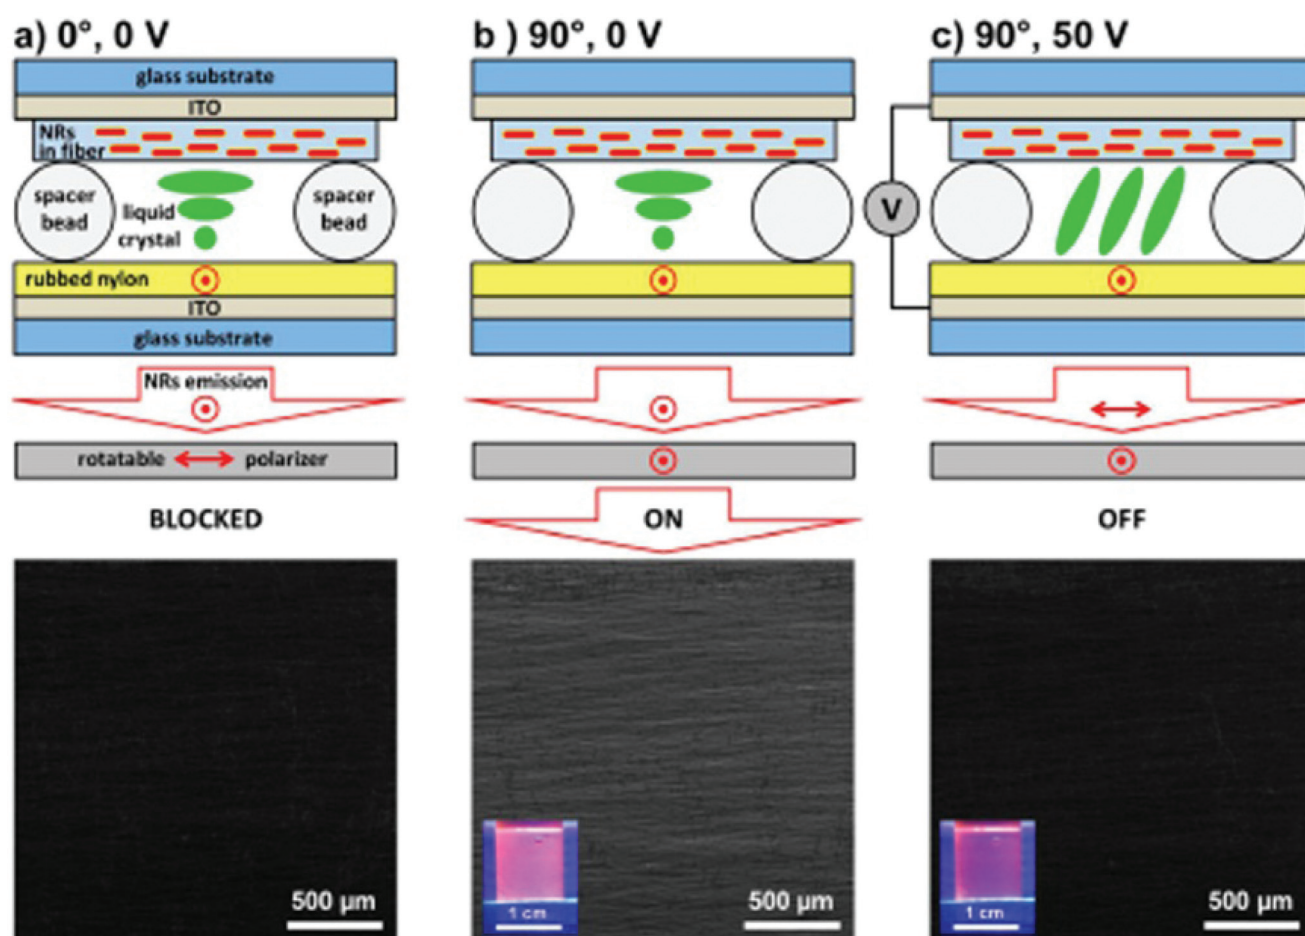 a) 0°, 0 V
glass substrate
ITO
NRs
in fiber
spacer
bead
liquid
crystal
spacer
bead
rubbed nylon
ITO
glass substrate
NRs emission
rotatable
polarizer
BLOCKED
500 µm
b ) 90°, 0 V
ON
1 cm
500 µm
c) 90°, 50 V
V
OFF
1 cm
500 µm